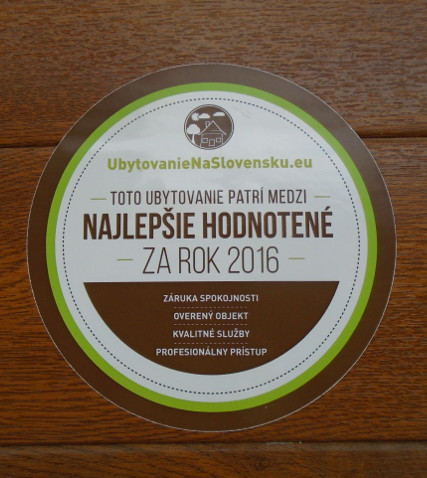 UbytovanieNaSlovensku.eu
TOTO UBYTOVANIE PATRÍ MEDZI
NAJLEPŠIE HODNOTENÉ
ZA ROK 2016
ZÁRUKA SPOKOJNOSTI
OVERENÝ OBJEKT
KVALITNÉ SLUŽBY
PROFESIONÁLNY PRÍSTUP